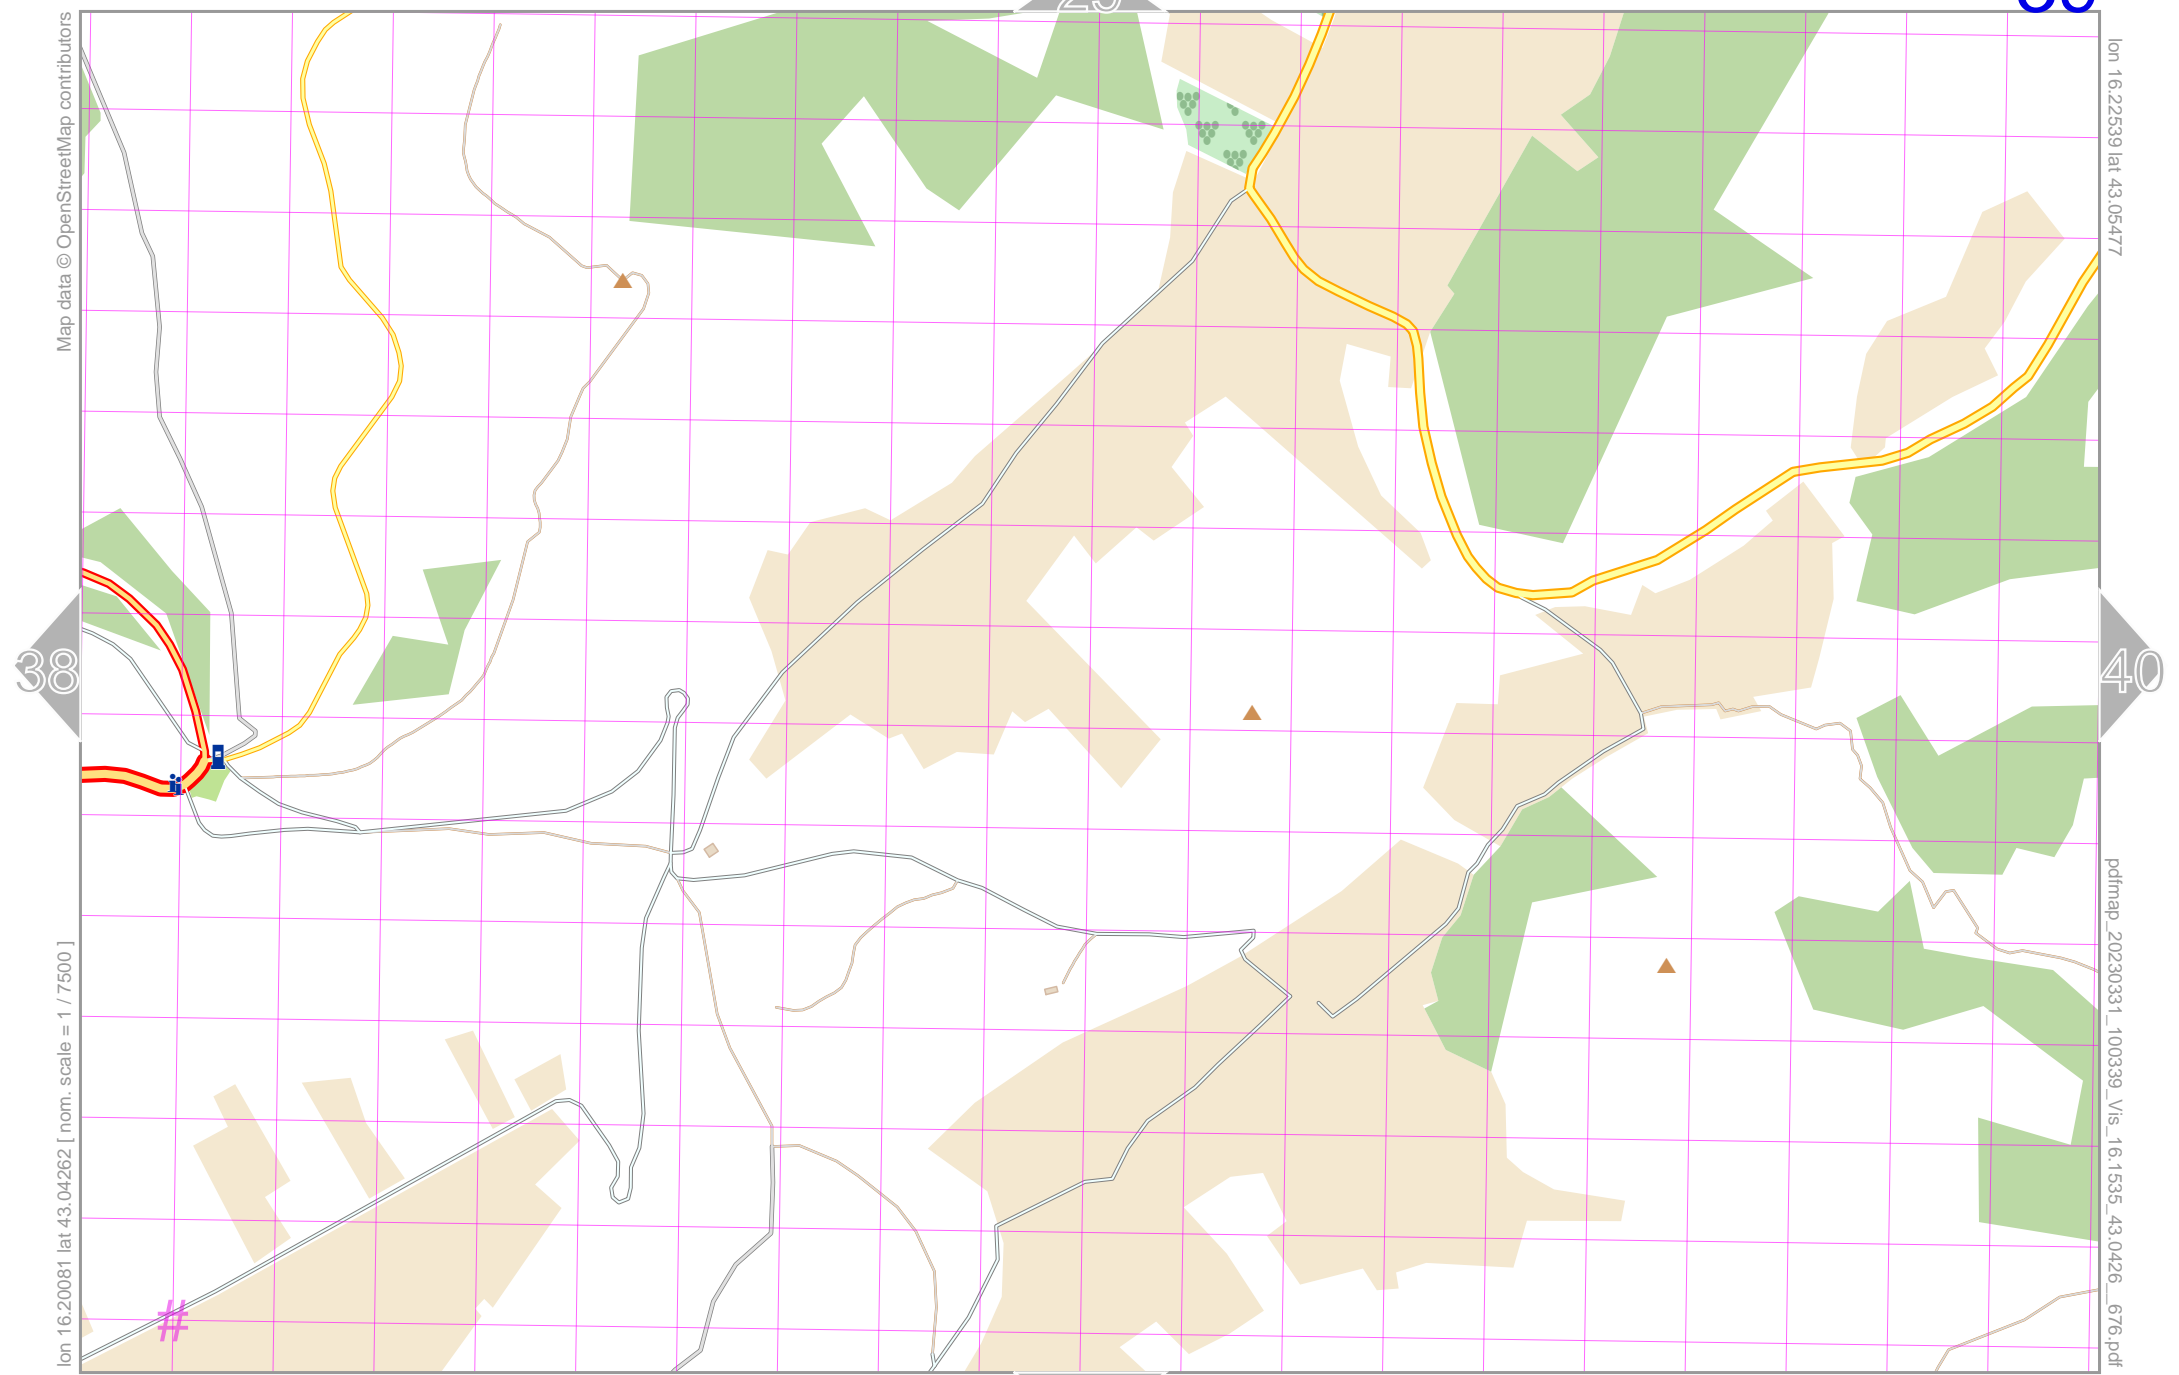 Map data © OpenStreetMap contributors
lon 16.20081 lat 43.04262 [ nom. scale = 1 / 7500 ]
38
#
40
lon 16.22539 lat 43.05477
pdfmap_20230331_100339_Vis_16.1535_43.0426__676.pdf